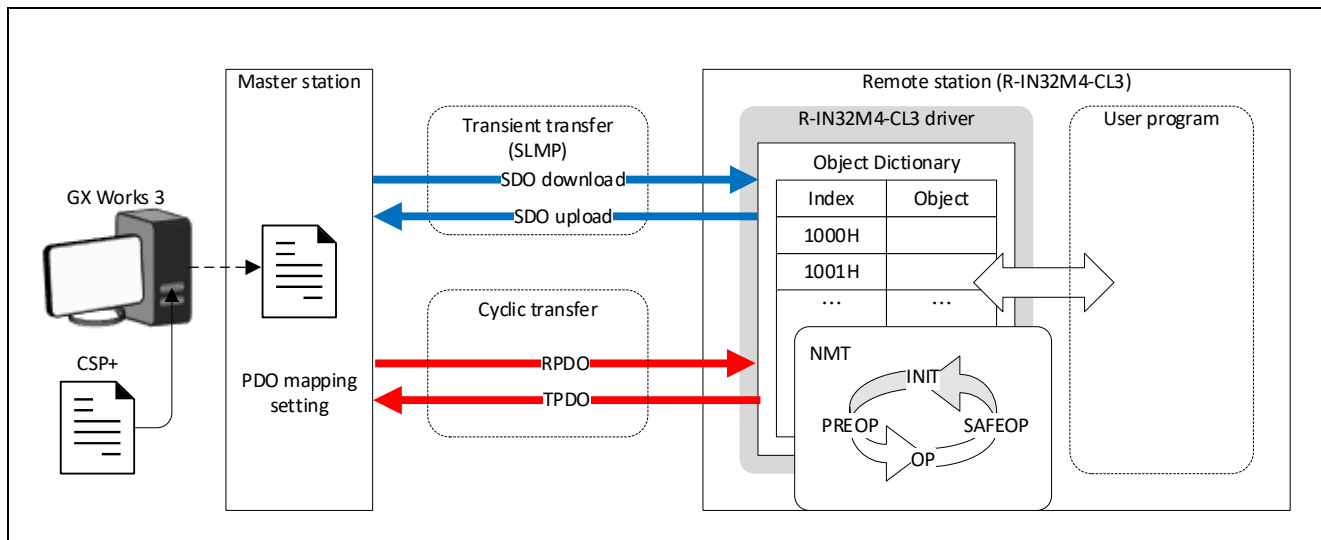 GX Works 3
CSP+
Master station
PDO mapping
setting
Transient transfer
(SLMP)
SDO download
SDO upload
Cyclic transfer
RPDO
TPDO
Remote station (R-IN32M4-CL3)
R-IN32M4-CL3 driver
Object Dictionary
Index Object
1000H
1001H
… …
NMT
INIT
PREOP SAFEOP
OP
User program